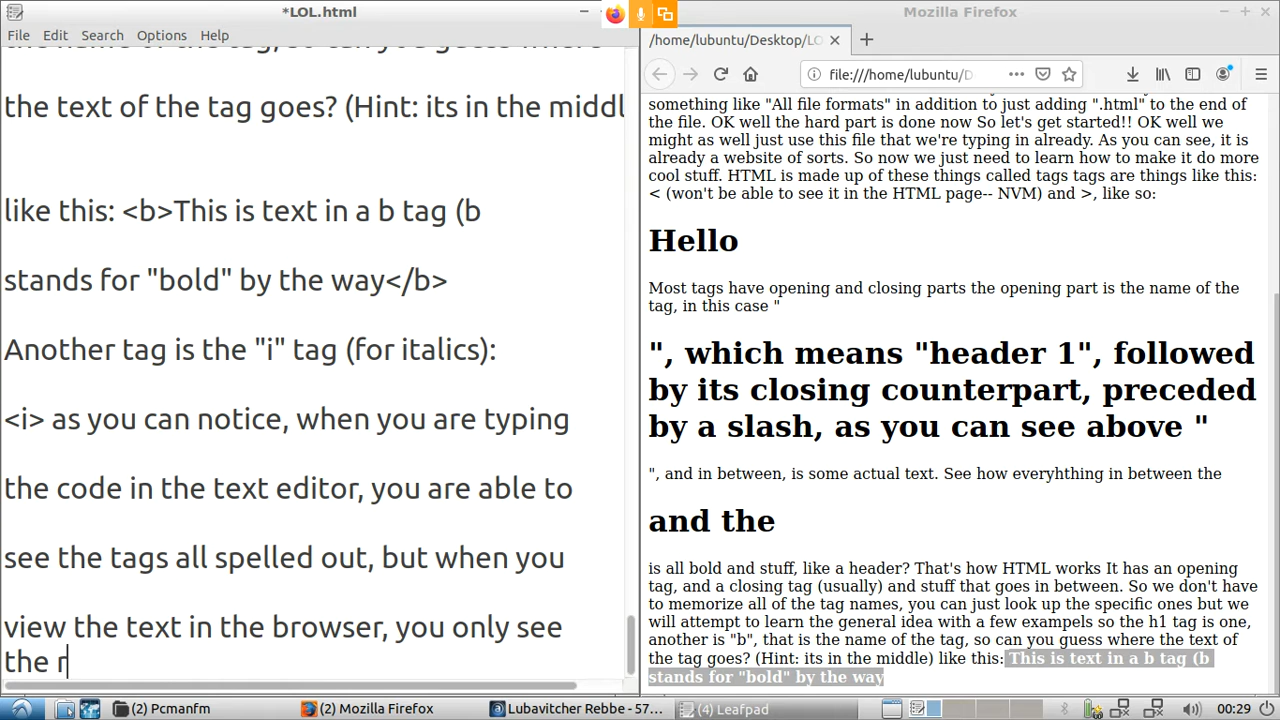 *LOL.html
File Edit Search Options Help
the name of the tag, so can you guess where
the text of the tag goes? (Hint: its in the middl
like this: <b>This is text in a b tag (b
stands for "bold" by the way</b>
Another tag is the "i" tag (for italics):
<i> as you can notice, when you are typing
the code in the text editor, you are able to
see the tags all spelled out, but when you
view the text in the browser, you only see
the r
Mozilla Firefox
/home/lubuntu/Desktop/LO
file:///home/lubuntu/D
something like "All file formats" in addition to just adding ".html" to the end of
the file. OK well the hard part is done now So let's get started!! OK well we
might as well just use this file that we're typing in already. As you can see, it is
already a website of sorts. So now we just need to learn how to make it do more
cool stuff. HTML is made up of these things called tags tags are things like this:
< (won't be able to see it in the HTML page-- NVM) and >, like so:
Hello
Most tags have opening and closing parts the opening part is the name of the
tag, in this case "
", which means "header 1", followed
by its closing counterpart, preceded
by a slash, as you can see above "
", and in between, is some actual text. See how everyhthing in between the
and the
is all bold and stuff, like a header? That's how HTML works It has an opening
tag, and a closing tag (usually) and stuff that goes in between. So we don't have
to memorize all of the tag names, you can just look up the specific ones but we
will attempt to learn the general idea with a few exampels so the h1 tag is one,
another is "b", that is the name of the tag, so can you guess where the text of
the tag goes? (Hint: its in the middle) like this: This is text in a b tag (b
stands for "bold" by the way
(2) Pcmanfm
(2) Mozilla Firefox
Lubavitcher Rebbe - 57...
(4) Leafpad
00:29